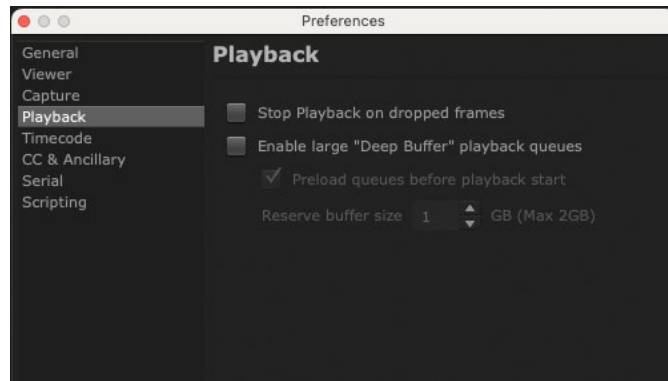 Preferences
General
Viewer
Capture
Playback
Timecode
CC & Ancillary
Serial
Scripting
Playback
Stop Playback on dropped frames
Enable large "Deep Buffer" playback queues
Preload queues before playback start
Reserve buffer size 1 GB (Max 2GB)